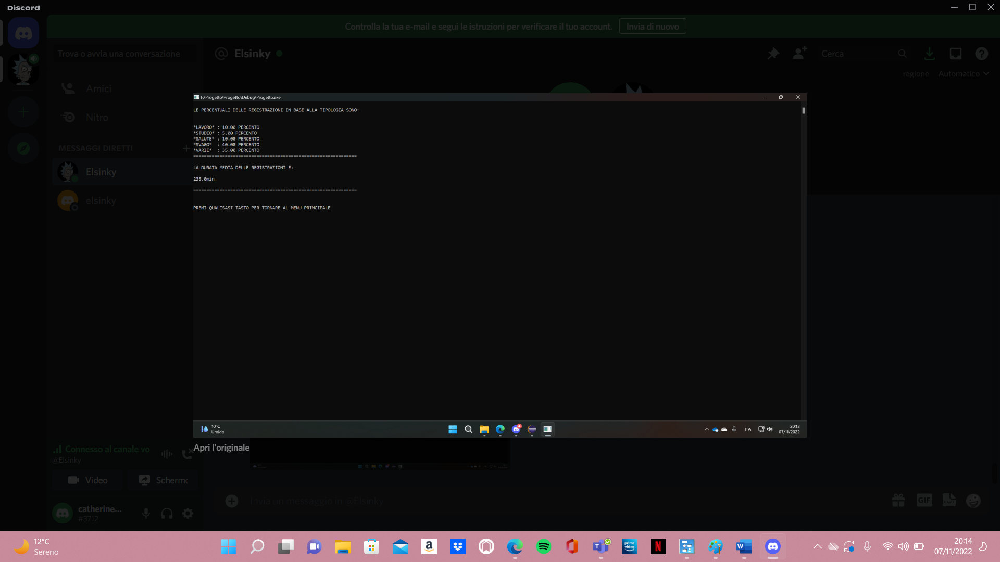 Discord
Controlla la tua e-mail e segui le istruzioni per verificare il tuo account.
Invia di nuovo
Trova o avvia una conversazione
Elsinky
Cerca
regione
Automatico
Amici
Nitro
MESSAGGI DIRETTI
Elsinky
elsinky
F:\Progetto\Progetto\Debug\Progetto.exe
LE PERCENTUALI DELLE REGISTRAZIONI IN BASE ALLA TIPOLOGIA SONO:
*LAVORO* : 10.00 PERCENTO
*STUDIO* : 5.00 PERCENTO
*SALUTE* : 10.00 PERCENTO
*SVAGO* : 40.00 PERCENTO
*VARIE* : 35.00 PERCENTO
==============================================================
LA DURATA MEDIA DELLE REGISTRAZIONI E:
235.0min
==============================================================
PREMI QUALISASI TASTO PER TORNARE AL MENU PRINCIPALE
10°C
Umido
ITA
20:13
07/11/2022
Apri l'originale
Connesso al canale vo
@Elsinky
Video
Schermo
catherine...
#3712
Invia un messaggio in @Elsinky
GIF
12°C
Sereno
a
prime video
N
T
W
20:14
07/11/2022